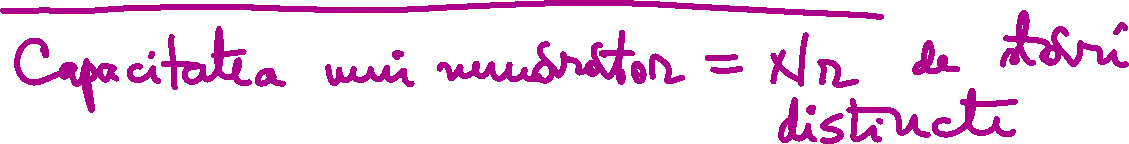 Capacitatea unui numărător = Nr de stări
distincte